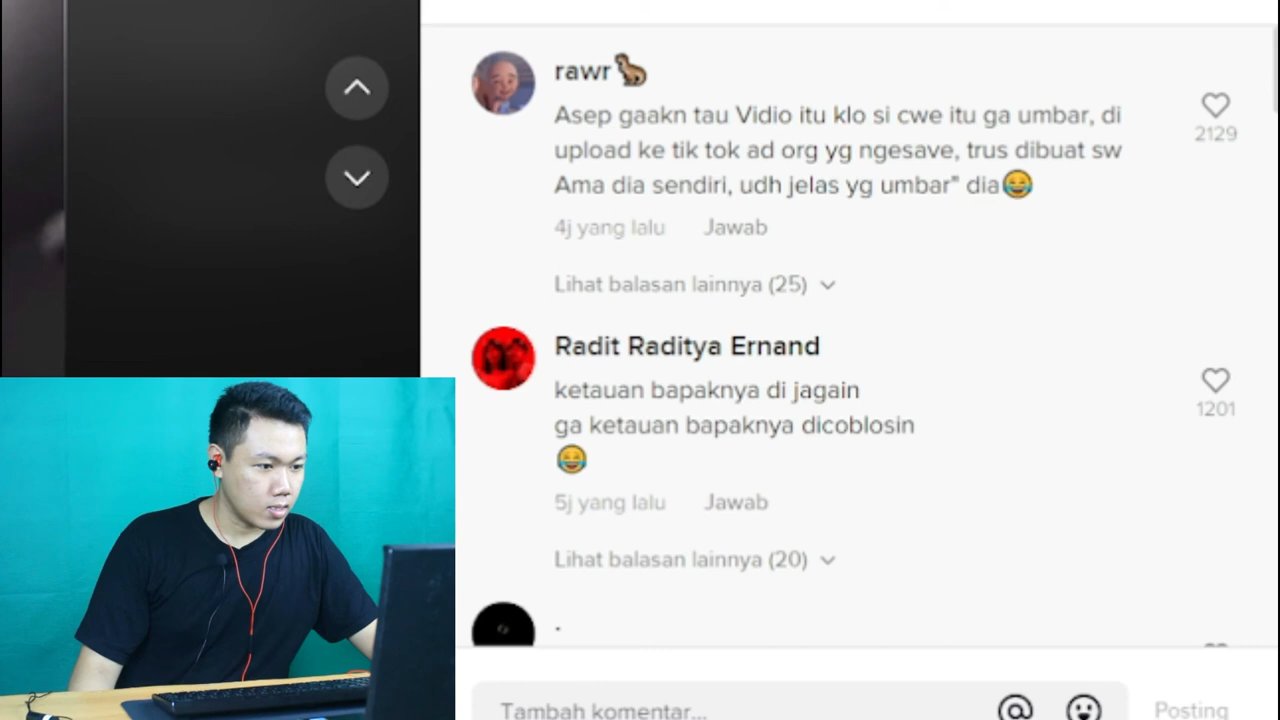 rawr🦒
Asep gaakn tau Vidio itu klo si cwe itu ga umbar, di
upload ke tik tok ad org yg ngesave, trus dibuat sw
Ama dia sendiri, udh jelas yg umbar" dia😂
2129
4j yang lalu Jawab
Lihat balasan lainnya (25)
Radit Raditya Ernand
ketauan bapaknya di jagain
ga ketauan bapaknya dicoblosin
😂
1201
5j yang lalu Jawab
Lihat balasan lainnya (20)
.
Tambah komentar... @ Posting